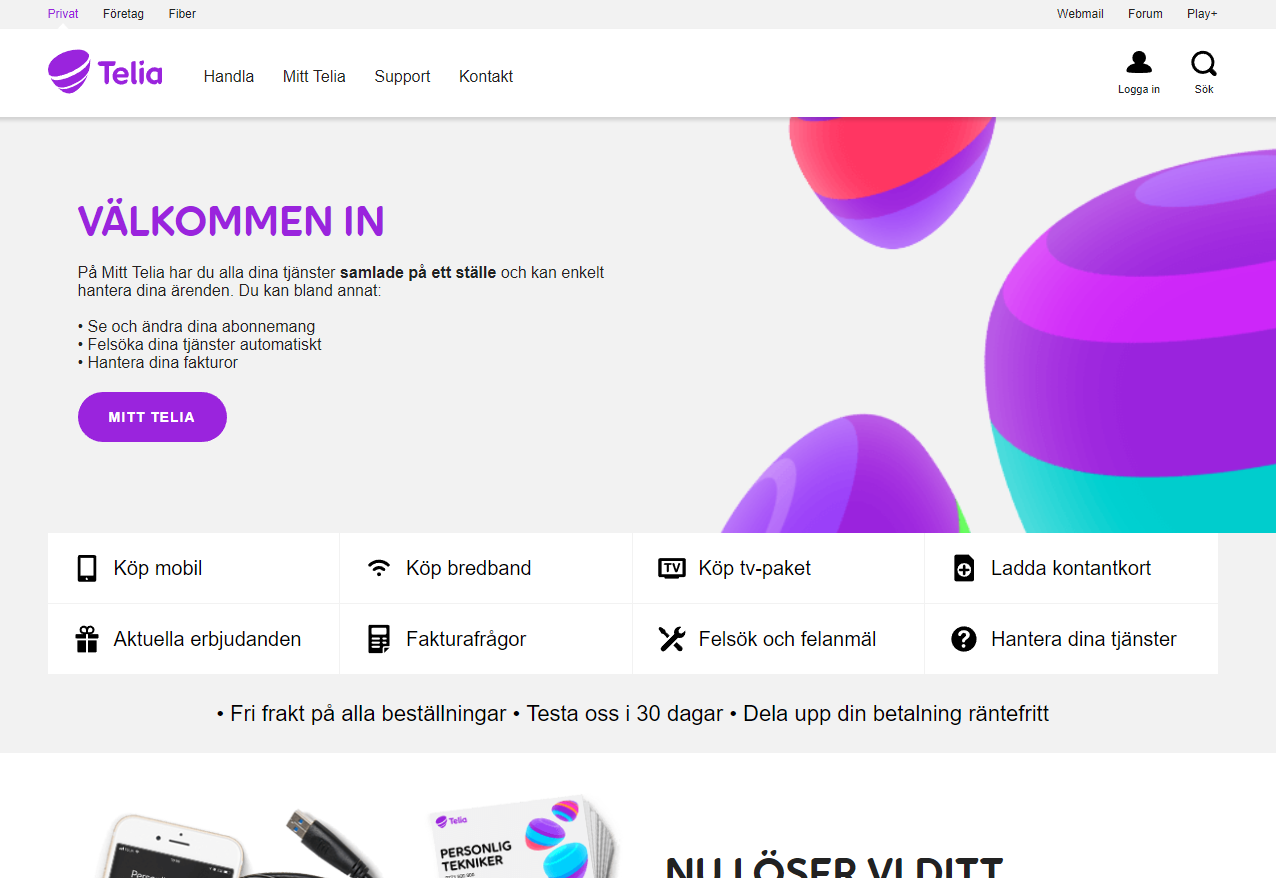 Privat Företag Fiber Webmail Forum Play+
Telia Handla Mitt Telia Support Kontakt
Logga in Sök
VÄLKOMMEN IN
På Mitt Telia har du alla dina tjänster samlade på ett ställe och kan enkelt
hantera dina ärenden. Du kan bland annat:
• Se och ändra dina abonnemang
• Felsöka dina tjänster automatiskt
• Hantera dina fakturor
MITT TELIA
Köp mobil Köp bredband TV Köp tv-paket Ladda kontantkort
Aktuella erbjudanden Fakturafrågor Felsök och felanmäl ? Hantera dina tjänster
• Fri frakt på alla beställningar • Testa oss i 30 dagar • Dela upp din betalning räntefritt
Telia
PERSONLIG
TEKNIKER
NU LÖSER VI DITT